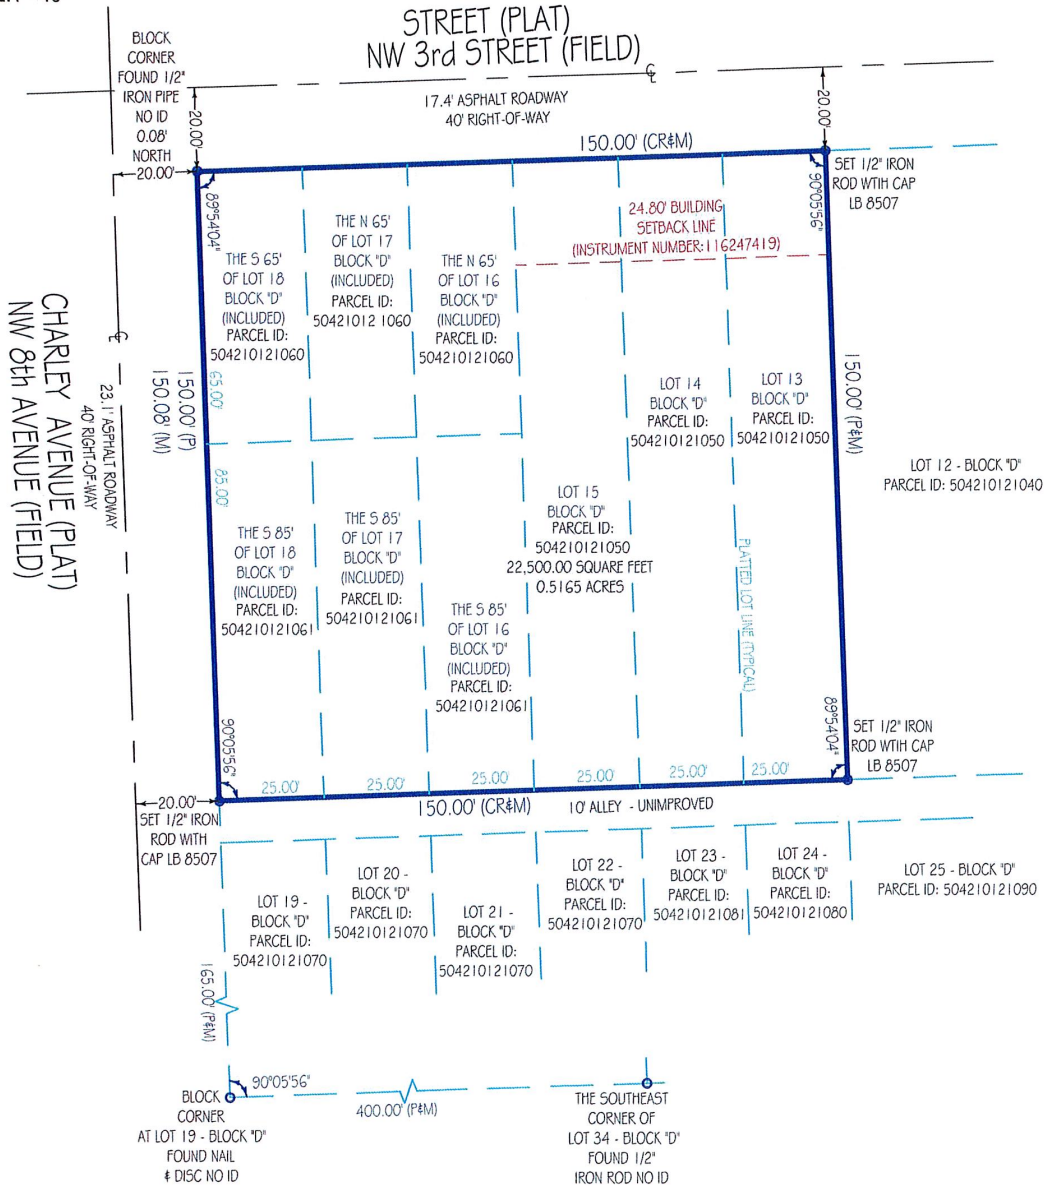 STREET (PLAT)
NW 3rd STREET (FIELD)
BLOCK
CORNER
FOUND 1/2"
IRON PIPE
NO ID
0.08'
NORTH
20.00'
20.00'
17.4' ASPHALT ROADWAY
40' RIGHT-OF-WAY
20.00'
150.00' (CR&M)
SET 1/2" IRON
ROD WTIH CAP
LB 8507
89°54'04"
90°05'56"
24.80' BUILDING
SETBACK LINE
(INSTRUMENT NUMBER:116247419)
THE S 65'
OF LOT 18
BLOCK "D"
(INCLUDED)
PARCEL ID:
504210121060
THE N 65'
OF LOT 17
BLOCK "D"
(INCLUDED)
PARCEL ID:
50421012 1060
THE N 65'
OF LOT 16
BLOCK "D"
(INCLUDED)
PARCEL ID:
504210121060
CHARLEY AVENUE (PLAT)
NW 8th AVENUE (FIELD)
23.1' ASPHALT ROADWAY
40' RIGHT-OF-WAY
150.00' (P)
150.08' (M)
65.00'
85.00'
LOT 14
BLOCK "D"
PARCEL ID:
504210121050
LOT 13
BLOCK "D"
PARCEL ID:
504210121050
150.00' (P&M)
LOT 12 - BLOCK "D"
PARCEL ID: 504210121040
LOT 15
BLOCK "D"
PARCEL ID:
504210121050
22,500.00 SQUARE FEET
0.5165 ACRES
THE S 85'
OF LOT 18
BLOCK "D"
(INCLUDED)
PARCEL ID:
504210121061
THE S 85'
OF LOT 17
BLOCK "D"
(INCLUDED)
PARCEL ID:
504210121061
THE S 85'
OF LOT 16
BLOCK "D"
(INCLUDED)
PARCEL ID:
504210121061
PLATTED LOT LINE (TYPICAL)
90°05'56"
89°54'04"
SET 1/2" IRON
ROD WTIH CAP
LB 8507
25.00'
25.00'
25.00'
25.00'
25.00'
25.00'
20.00'
150.00' (CR&M)
10' ALLEY - UNIMPROVED
SET 1/2" IRON
ROD WITH
CAP LB 8507
LOT 19 -
BLOCK "D"
PARCEL ID:
504210121070
LOT 20 -
BLOCK "D"
PARCEL ID:
504210121070
LOT 21 -
BLOCK "D"
PARCEL ID:
504210121070
LOT 22 -
BLOCK "D"
PARCEL ID:
504210121070
LOT 23 -
BLOCK "D"
PARCEL ID:
504210121081
LOT 24 -
BLOCK "D"
PARCEL ID:
504210121080
LOT 25 - BLOCK "D"
PARCEL ID: 504210121090
165.00' (P&M)
90°05'56"
400.00' (P&M)
BLOCK
CORNER
AT LOT 19 - BLOCK "D"
FOUND NAIL
& DISC NO ID
THE SOUTHEAST
CORNER OF
LOT 34 - BLOCK "D"
FOUND 1/2"
IRON ROD NO ID